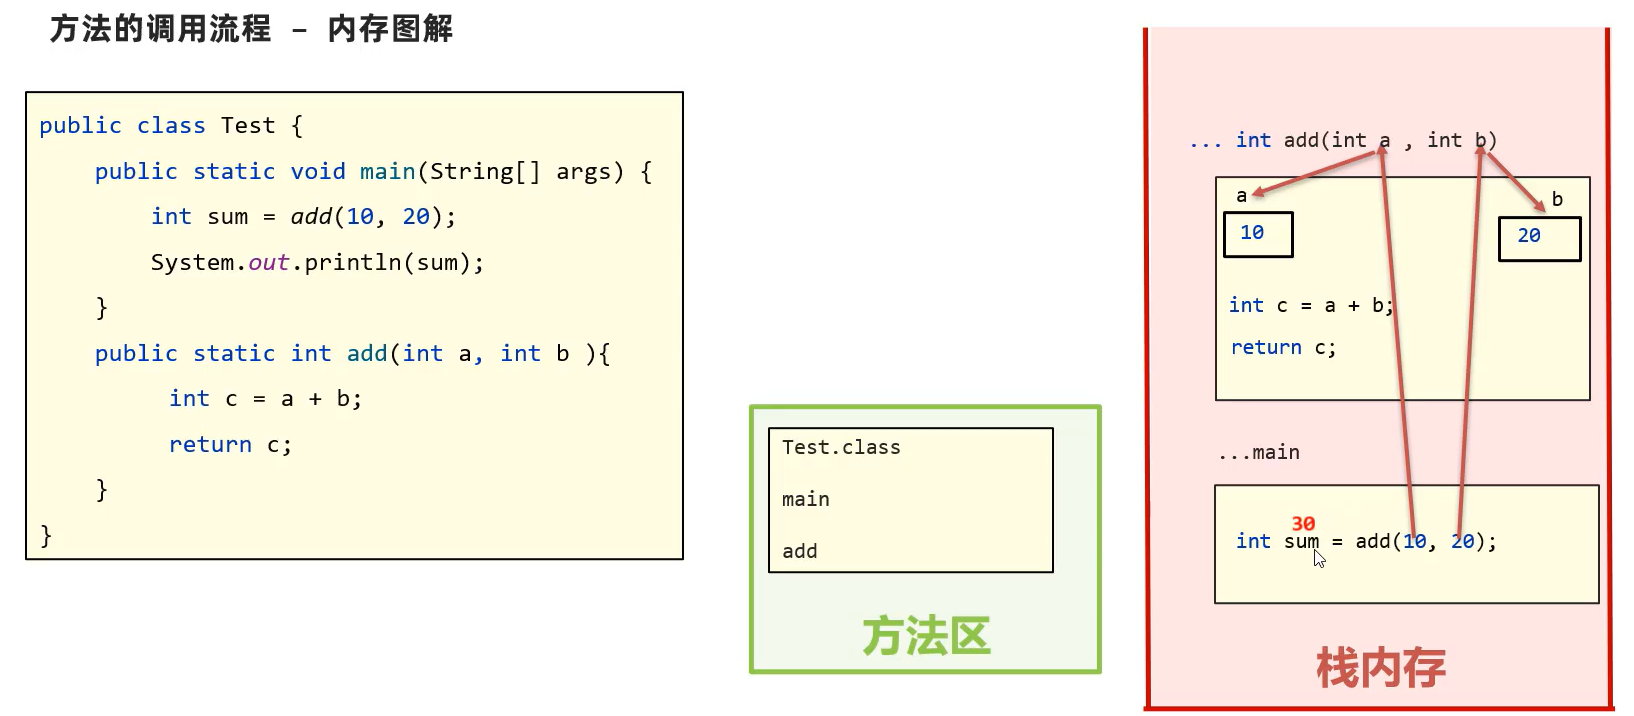 方法的调用流程 – 内存图解
public class Test {
public static void main(String[] args) {
int sum = add(10, 20);
System.out.println(sum);
}
public static int add(int a, int b ){
int c = a + b;
return c;
}
}
Test.class
main
add
方法区
... int add(int a , int b)
a
b
10
20
int c = a + b;
return c;
...main
30
int sum = add(10, 20);
栈内存